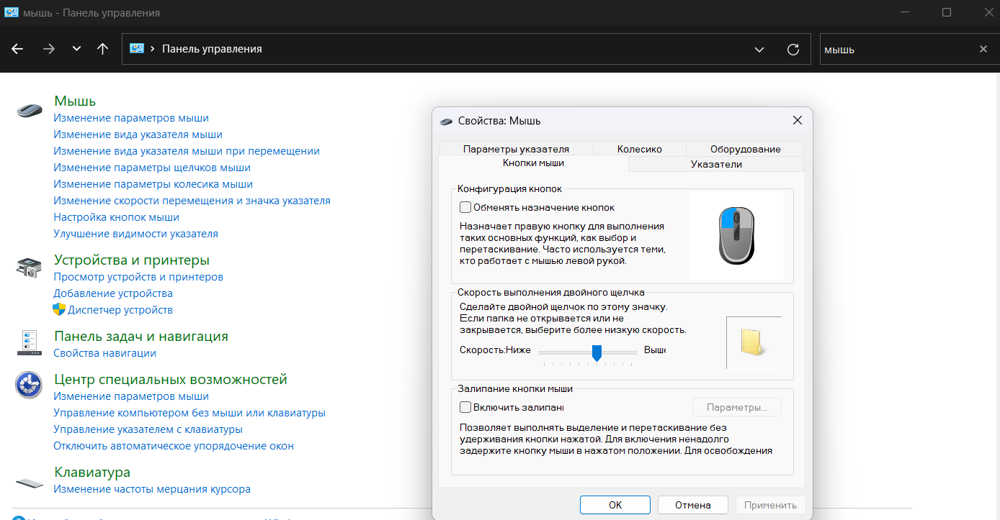 мышь - Панель управления
Панель управления
мышь
Мышь
Изменение параметров мыши
Изменение вида указателя мыши
Изменение вида указателя мыши при перемещении
Изменение параметры щелчков мыши
Изменение параметры колесика мыши
Изменение скорости перемещения и значка указателя
Настройка кнопок мыши
Улучшение видимости указателя
Устройства и принтеры
Просмотр устройств и принтеров
Добавление устройства
Диспетчер устройств
Панель задач и навигация
Свойства навигации
Центр специальных возможностей
Изменение параметров мыши
Управление компьютером без мыши или клавиатуры
Управление указателем с клавиатуры
Отключить автоматическое упорядочение окон
Клавиатура
Изменение частоты мерцания курсора
Свойства: Мышь
Параметры указателя
Колесико
Оборудование
Кнопки мыши
Указатели
Конфигурация кнопок
Обменять назначение кнопок
Назначает правую кнопку для выполнения
таких основных функций, как выбор и
перетаскивание. Часто используется теми,
кто работает с мышью левой рукой.
Скорость выполнения двойного щелчка
Сделайте двойной щелчок по этому значку.
Если папка не открывается или не
закрывается, выберите более низкую скорость.
Скорость:Ниже
Выше
Залипание кнопки мыши
Включить залипани
Параметры...
Позволяет выполнять выделение и перетаскивание без
удерживания кнопки нажатой. Для включения ненадолго
задержите кнопку мыши в нажатом положении. Для освобождения
ОК
Отмена
Применить